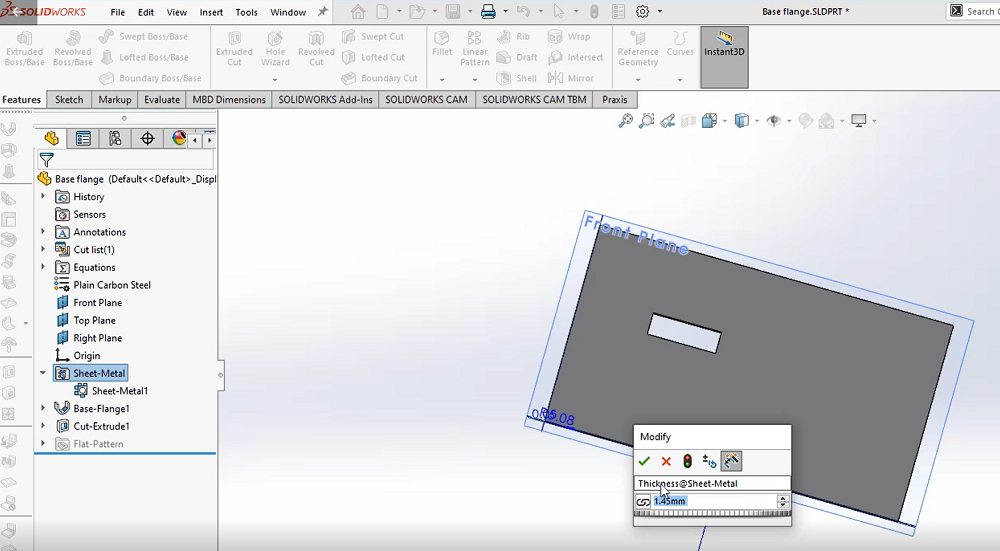 SOLIDWORKS File Edit View Insert Tools Window Base flange.SLDPRT * Search C
Extruded Boss/Base
Revolved Boss/Base
Swept Boss/Base
Lofted Boss/Base
Boundary Boss/Base
Extruded Cut
Hole Wizard
Revolved Cut
Swept Cut
Lofted Cut
Boundary Cut
Fillet
Linear Pattern
Rib
Draft
Shell
Wrap
Intersect
Mirror
Reference Geometry
Curves
Instant3D
Features Sketch Markup Evaluate MBD Dimensions SOLIDWORKS Add-Ins SOLIDWORKS CAM SOLIDWORKS CAM TBM Praxis
Base flange (Default<<Default>_Displ
History
Sensors
Annotations
Cut list(1)
Equations
Plain Carbon Steel
Front Plane
Top Plane
Right Plane
Origin
Sheet-Metal
Sheet-Metal1
Base-Flange1
Cut-Extrude1
Flat-Pattern
Front Plane
Modify
Thickness@Sheet-Metal
1.45mm